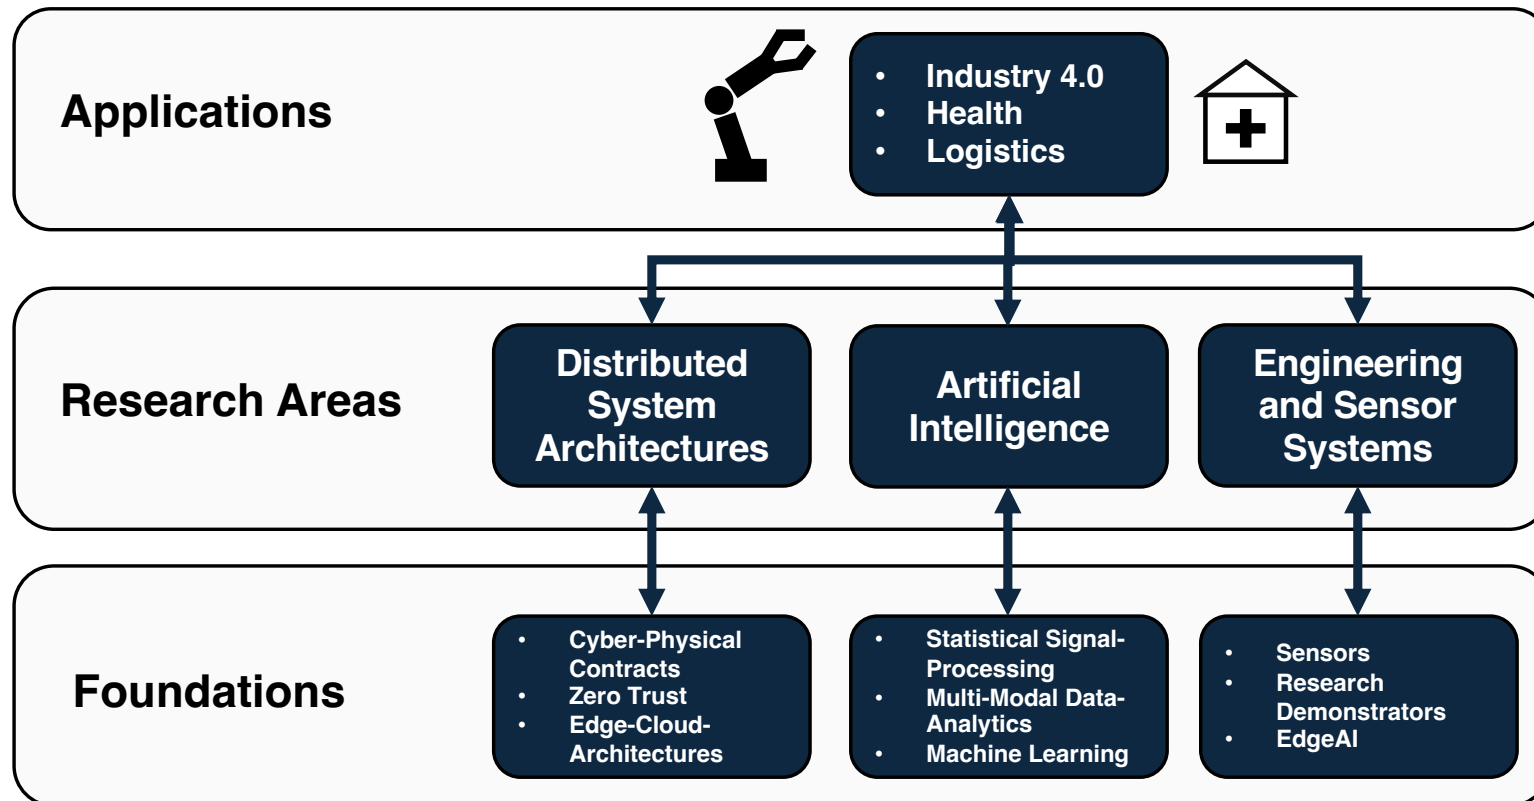 Applications
• Industry 4.0
• Health
• Logistics
Research Areas
Distributed
System
Architectures
Artificial
Intelligence
Engineering
and Sensor
Systems
Foundations
• Cyber-Physical
Contracts
• Zero Trust
• Edge-Cloud-
Architectures
• Statistical Signal-
Processing
• Multi-Modal Data-
Analytics
• Machine Learning
• Sensors
• Research
Demonstrators
• EdgeAI